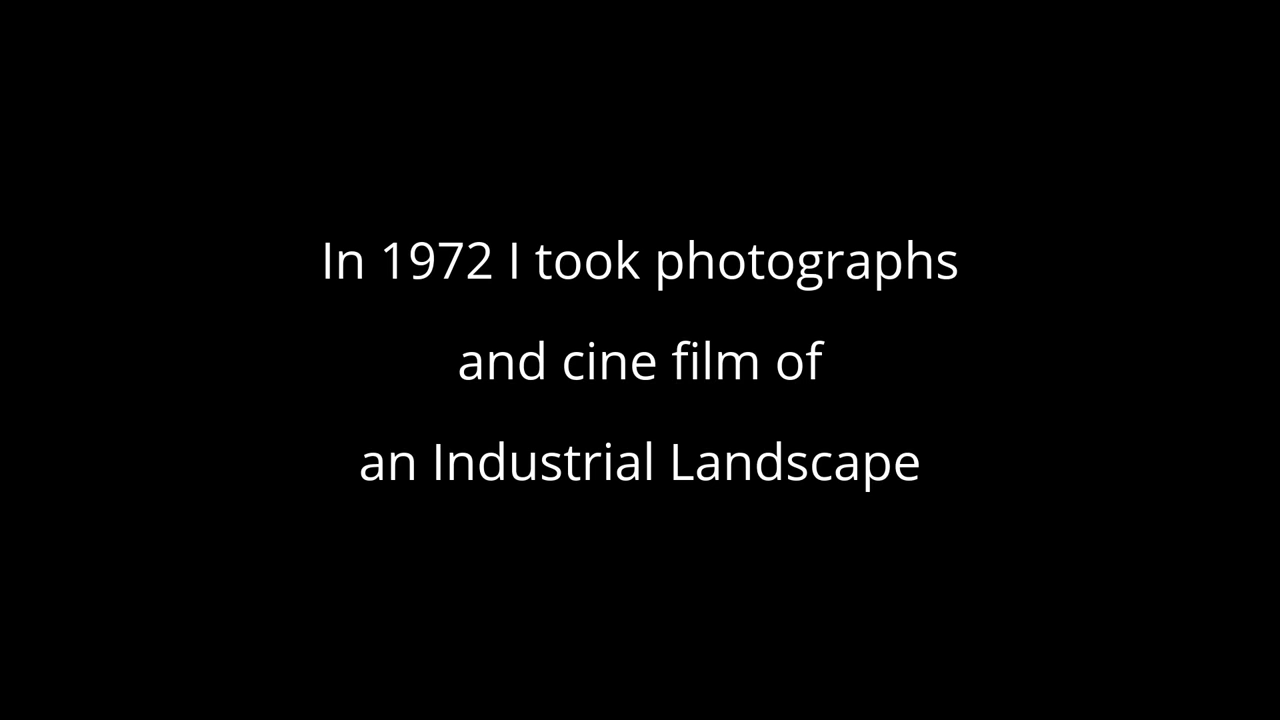 In 1972 I took photographs
and cine film of
an Industrial Landscape